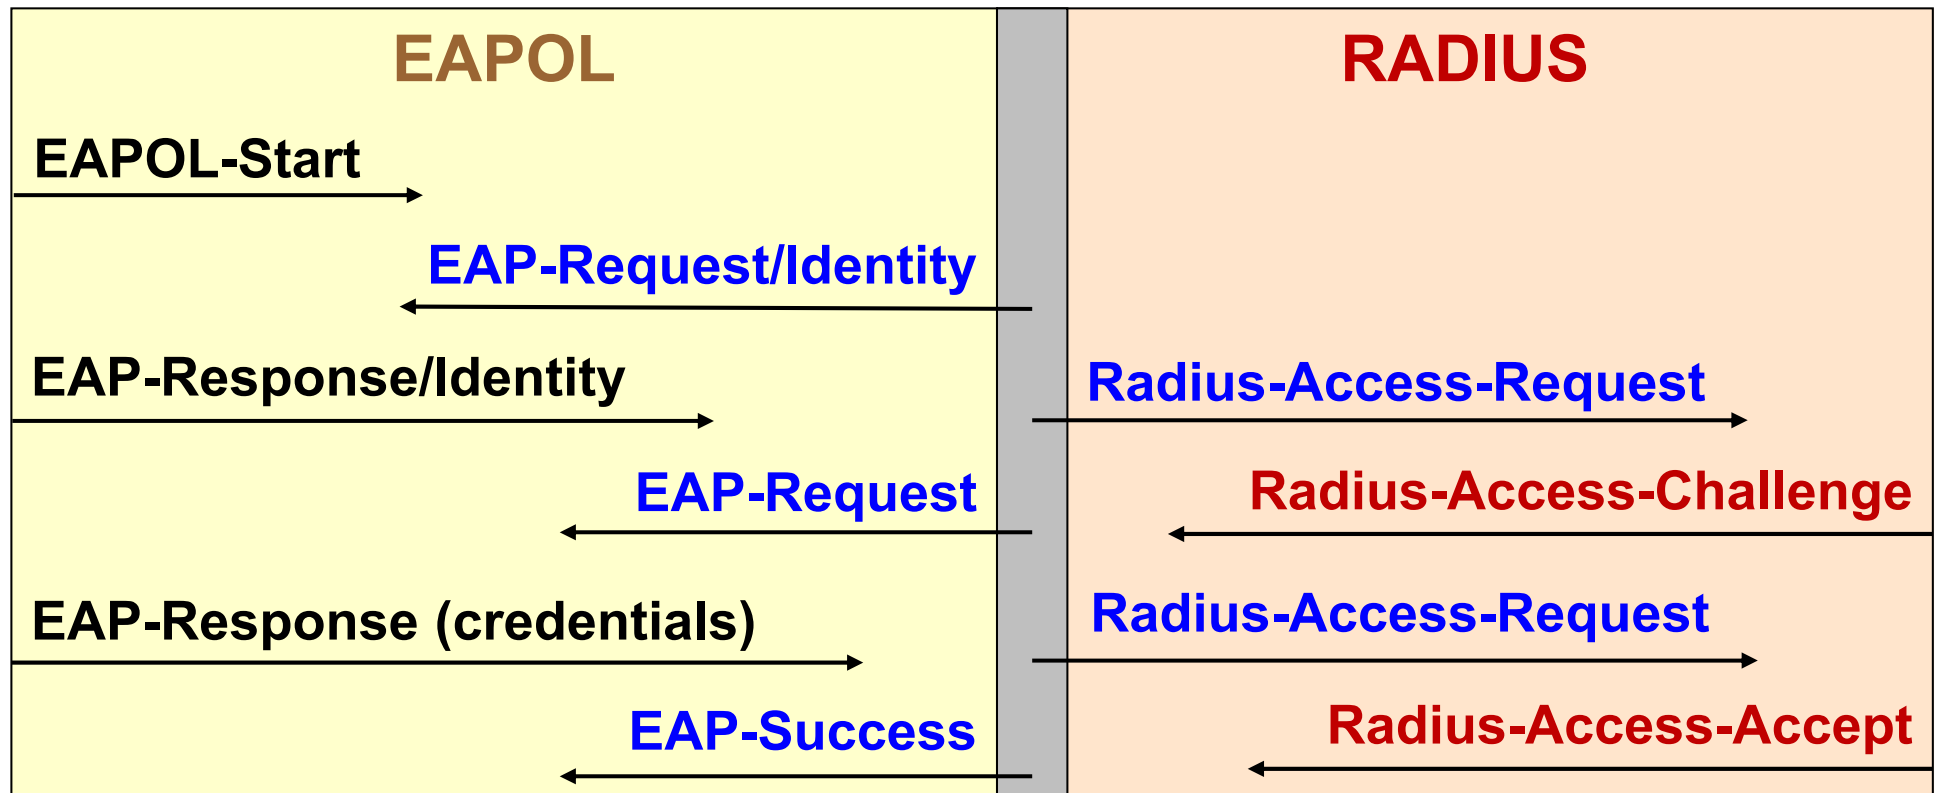 EAPOL
RADIUS
EAPOL-Start
EAP-Request/Identity
EAP-Response/Identity
Radius-Access-Request
EAP-Request
Radius-Access-Challenge
EAP-Response (credentials)
Radius-Access-Request
EAP-Success
Radius-Access-Accept